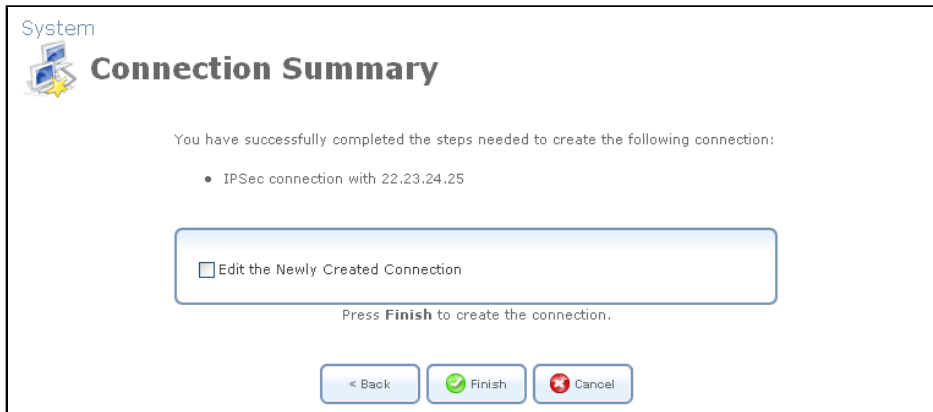 System
Connection Summary
You have successfully completed the steps needed to create the following connection:
• IPSec connection with 22.23.24.25
Edit the Newly Created Connection
Press Finish to create the connection.
< Back Finish Cancel